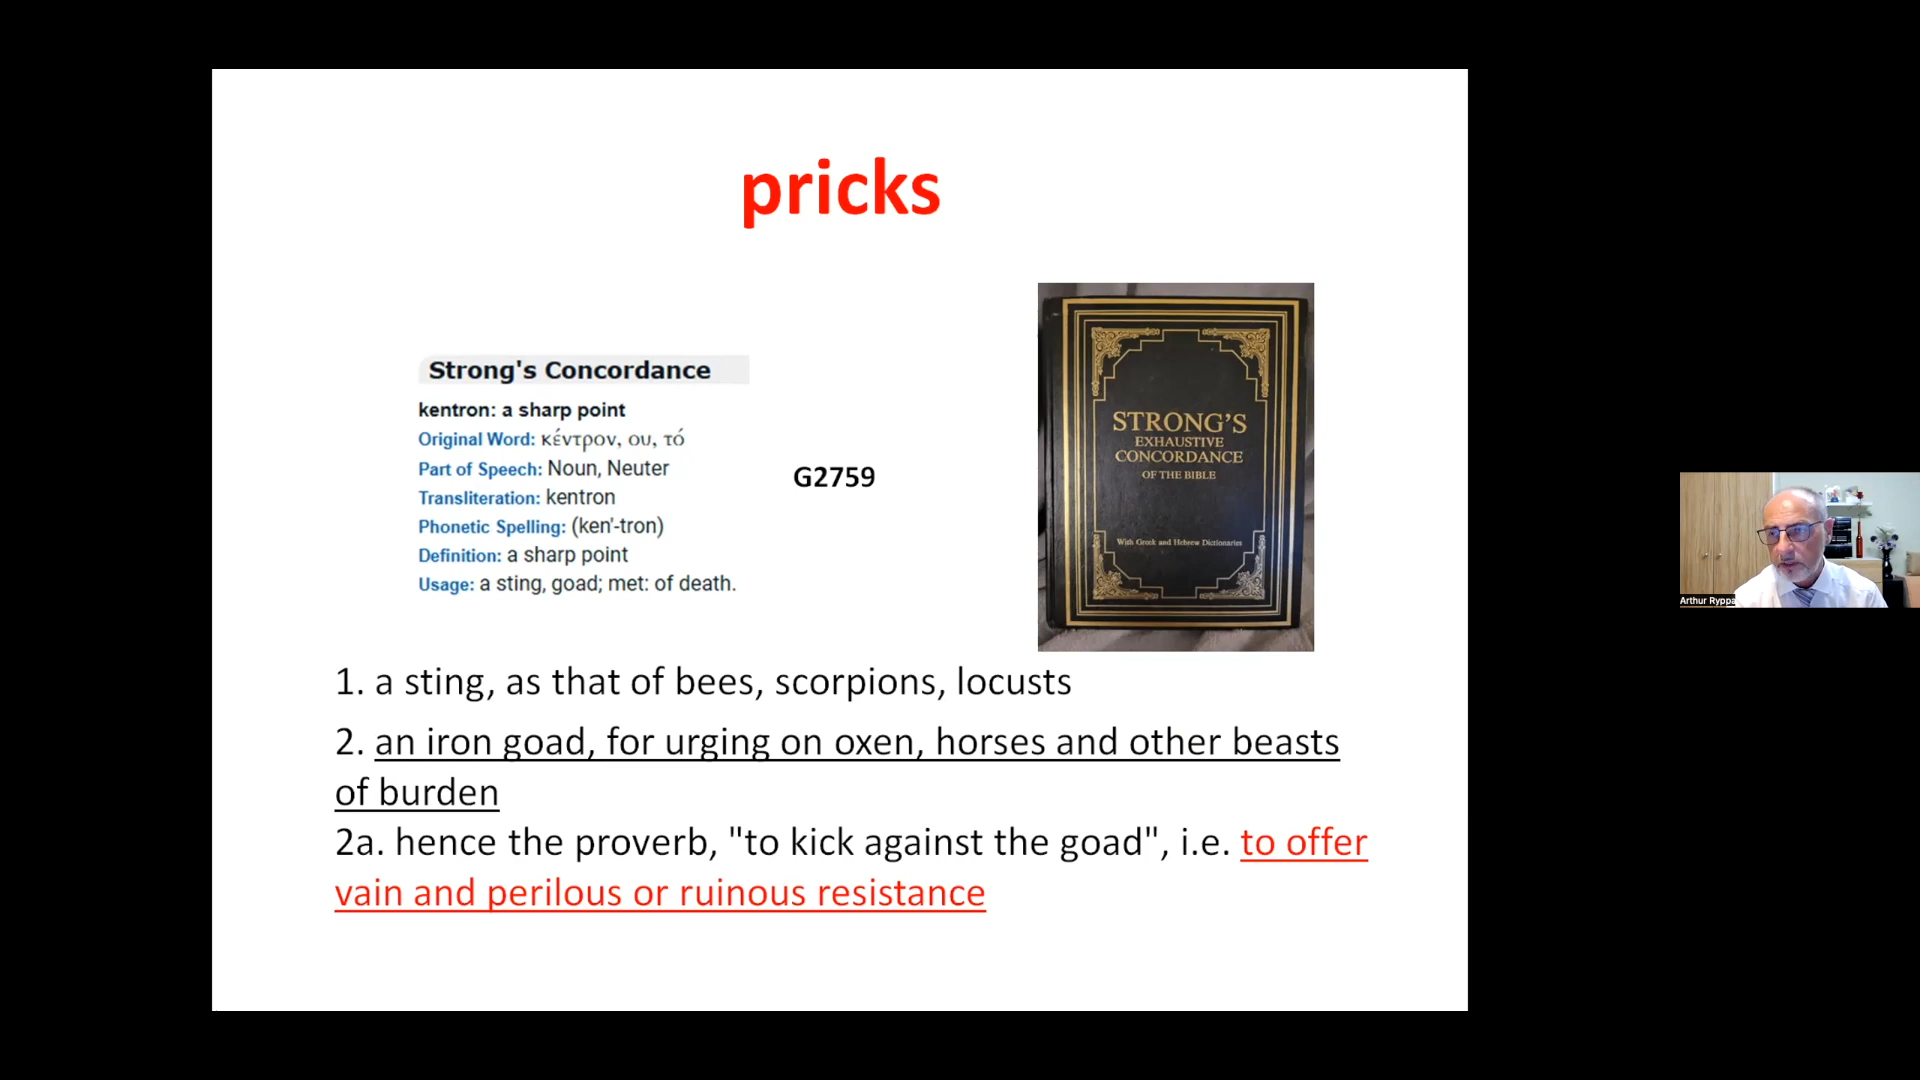 pricks
Strong's Concordance
kentron: a sharp point
Original Word: κέντρον, ου, τό
Part of Speech: Noun, Neuter
Transliteration: kentron
Phonetic Spelling: (ken'-tron)
Definition: a sharp point
Usage: a sting, goad; met: of death.
G2759
STRONG'S
EXHAUSTIVE
CONCORDANCE
OF THE BIBLE
With Greek and Hebrew Dictionaries
1. a sting, as that of bees, scorpions, locusts
2. an iron goad, for urging on oxen, horses and other beasts
of burden
2a. hence the proverb, "to kick against the goad", i.e. to offer
vain and perilous or ruinous resistance
Arthur Ryppa